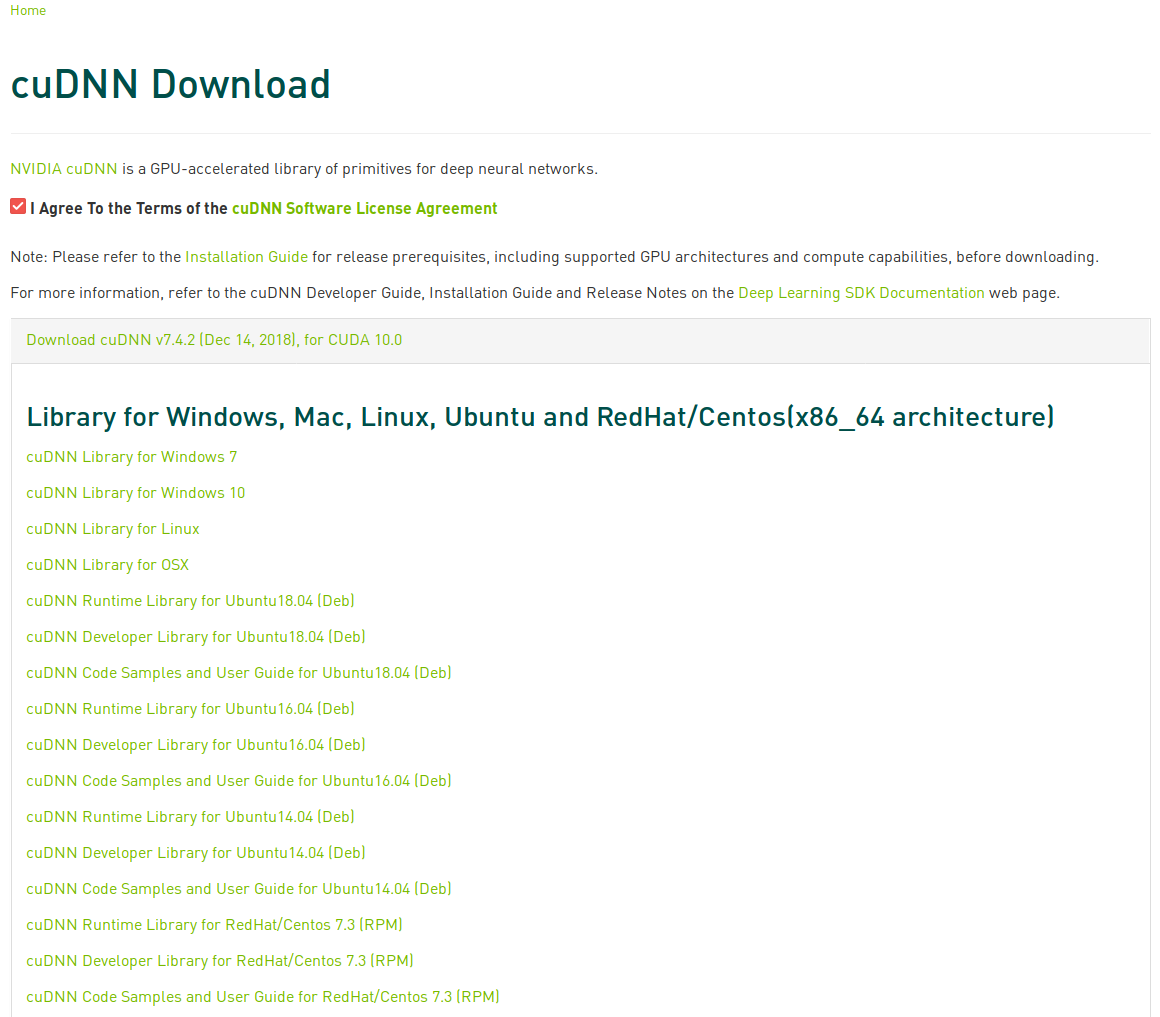 Home
cuDNN Download
NVIDIA cuDNN is a GPU-accelerated library of primitives for deep neural networks.
I Agree To the Terms of the cuDNN Software License Agreement
Note: Please refer to the Installation Guide for release prerequisites, including supported GPU architectures and compute capabilities, before downloading.
For more information, refer to the cuDNN Developer Guide, Installation Guide and Release Notes on the Deep Learning SDK Documentation web page.
Download cuDNN v7.4.2 (Dec 14, 2018), for CUDA 10.0
Library for Windows, Mac, Linux, Ubuntu and RedHat/Centos(x86_64 architecture)
cuDNN Library for Windows 7
cuDNN Library for Windows 10
cuDNN Library for Linux
cuDNN Library for OSX
cuDNN Runtime Library for Ubuntu18.04 (Deb)
cuDNN Developer Library for Ubuntu18.04 (Deb)
cuDNN Code Samples and User Guide for Ubuntu18.04 (Deb)
cuDNN Runtime Library for Ubuntu16.04 (Deb)
cuDNN Developer Library for Ubuntu16.04 (Deb)
cuDNN Code Samples and User Guide for Ubuntu16.04 (Deb)
cuDNN Runtime Library for Ubuntu14.04 (Deb)
cuDNN Developer Library for Ubuntu14.04 (Deb)
cuDNN Code Samples and User Guide for Ubuntu14.04 (Deb)
cuDNN Runtime Library for RedHat/Centos 7.3 (RPM)
cuDNN Developer Library for RedHat/Centos 7.3 (RPM)
cuDNN Code Samples and User Guide for RedHat/Centos 7.3 (RPM)